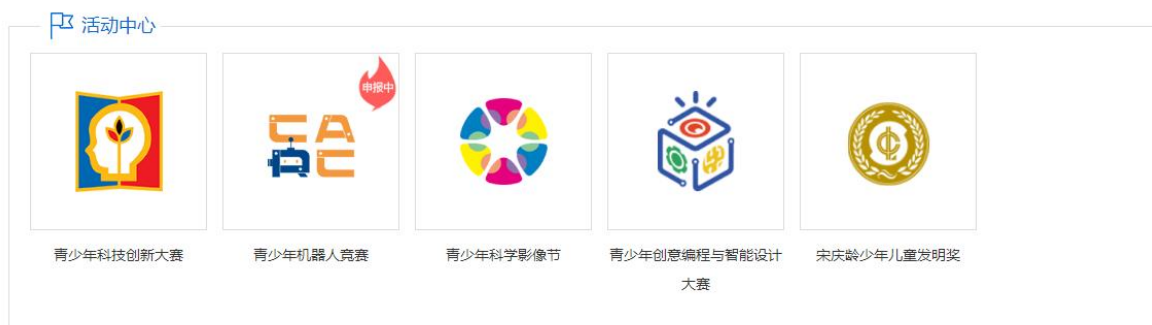 活动中心
申报中
CA
RC
青少年科技创新大赛
青少年机器人竞赛
青少年科学影像节
青少年创意编程与智能设计
大赛
宋庆龄少年儿童发明奖